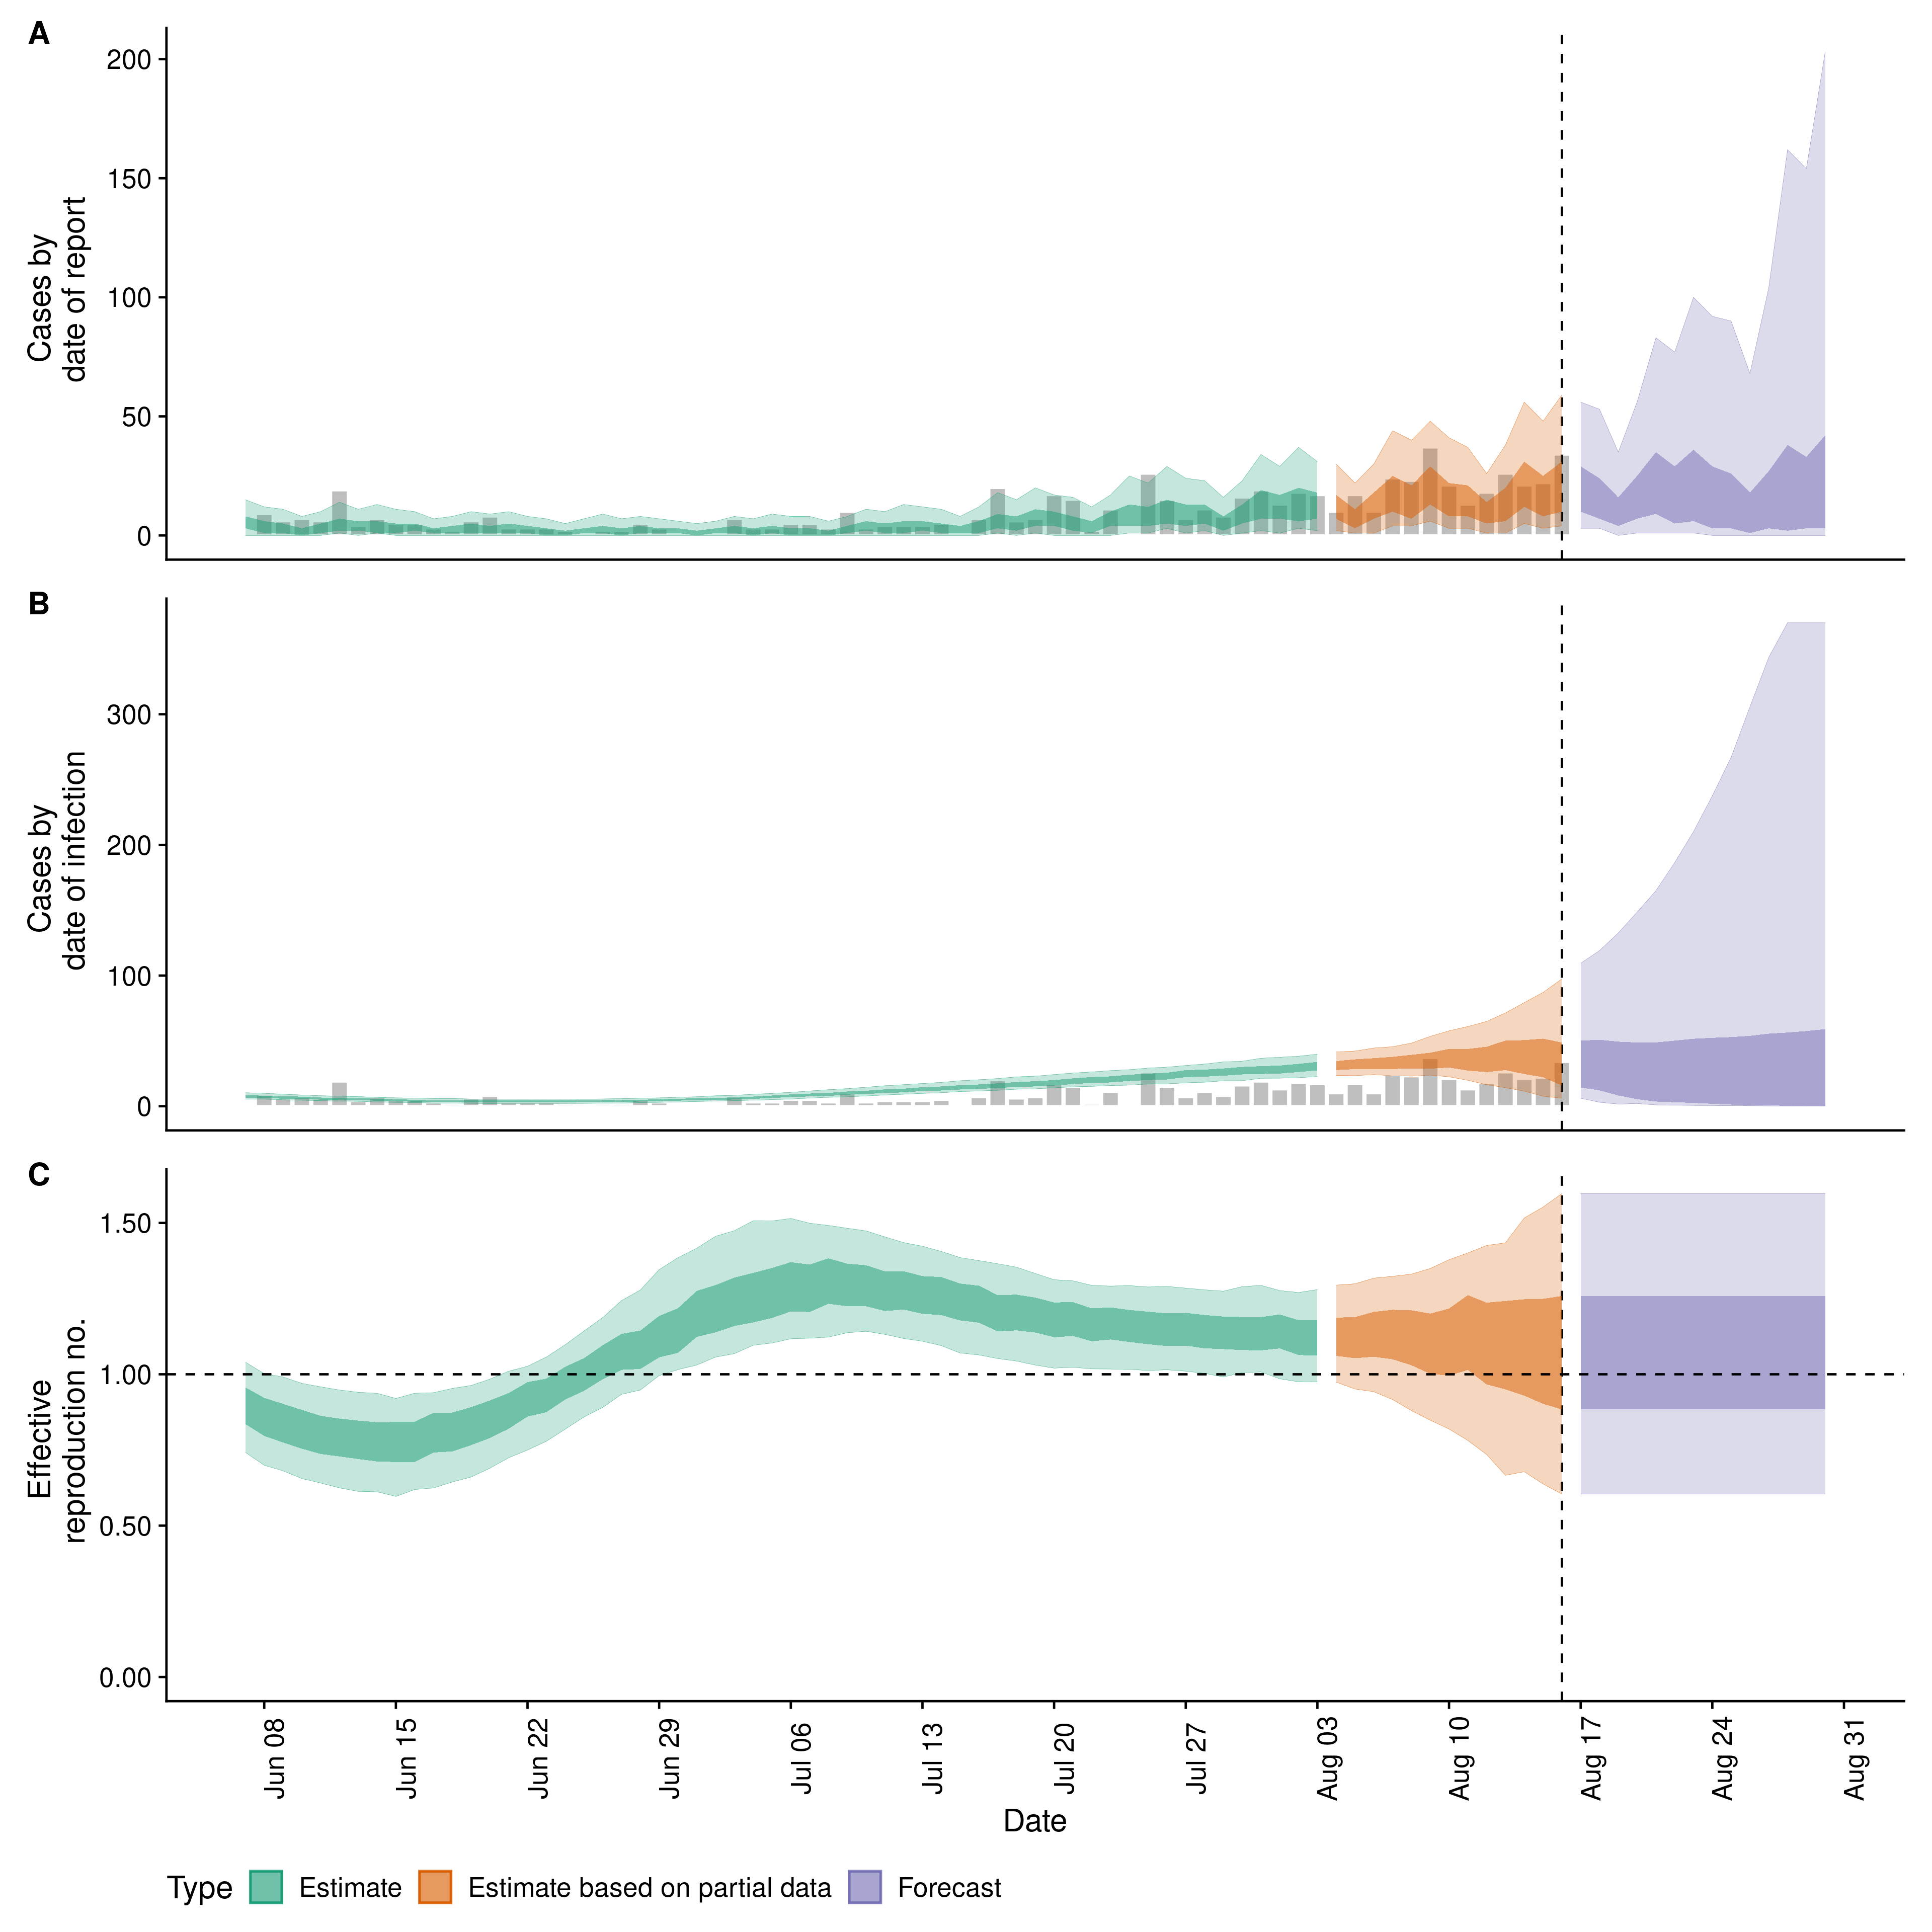 A
Cases by
date of report
200
150
100
50
0
B
Cases by
date of infection
300
200
100
0
C
Effective
reproduction no.
1.50
1.00
0.50
0.00
Jun 08
Jun 15
Jun 22
Jun 29
Jul 06
Jul 13
Jul 20
Jul 27
Aug 03
Aug 10
Aug 17
Aug 24
Aug 31
Date
Type Estimate Estimate based on partial data Forecast